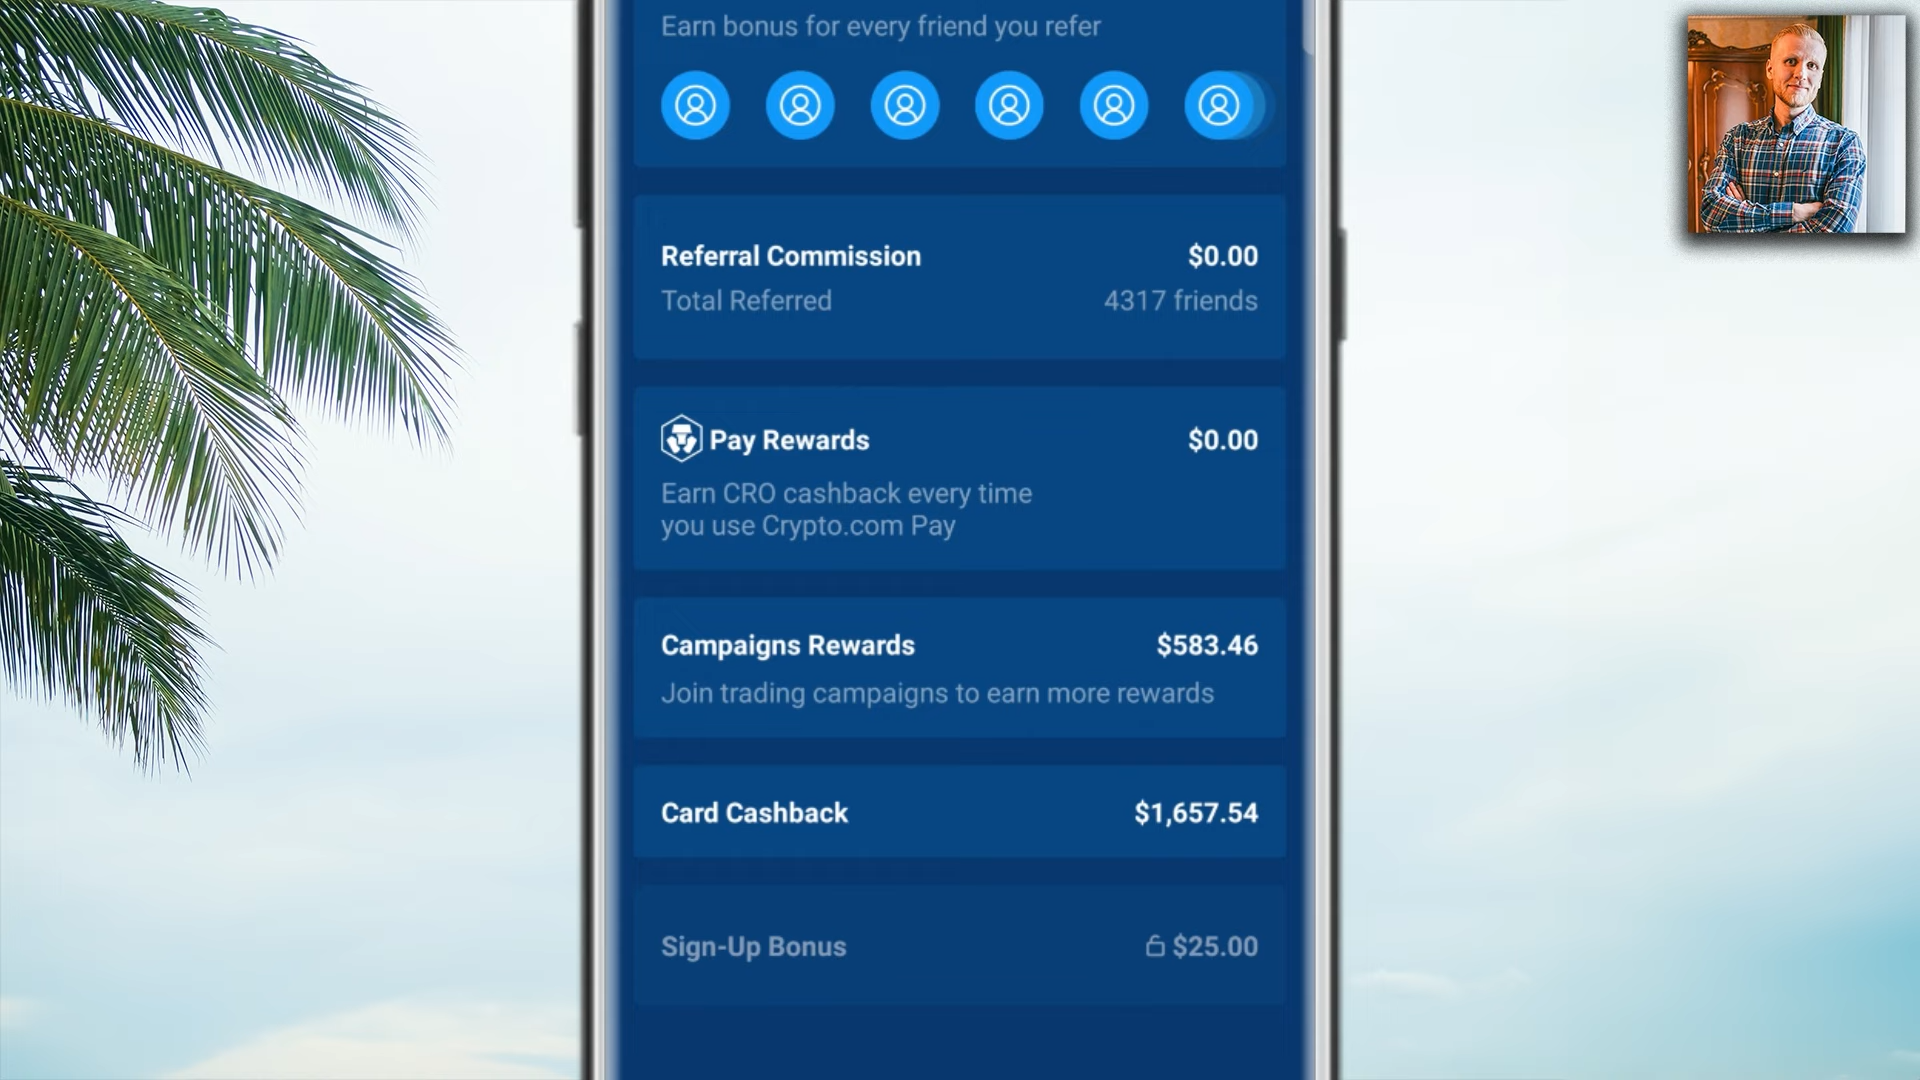 Earn bonus for every friend you refer
Referral Commission $0.00
Total Referred 4317 friends
Pay Rewards $0.00
Earn CRO cashback every time
you use Crypto.com Pay
Campaigns Rewards $583.46
Join trading campaigns to earn more rewards
Card Cashback $1,657.54
Sign-Up Bonus $25.00